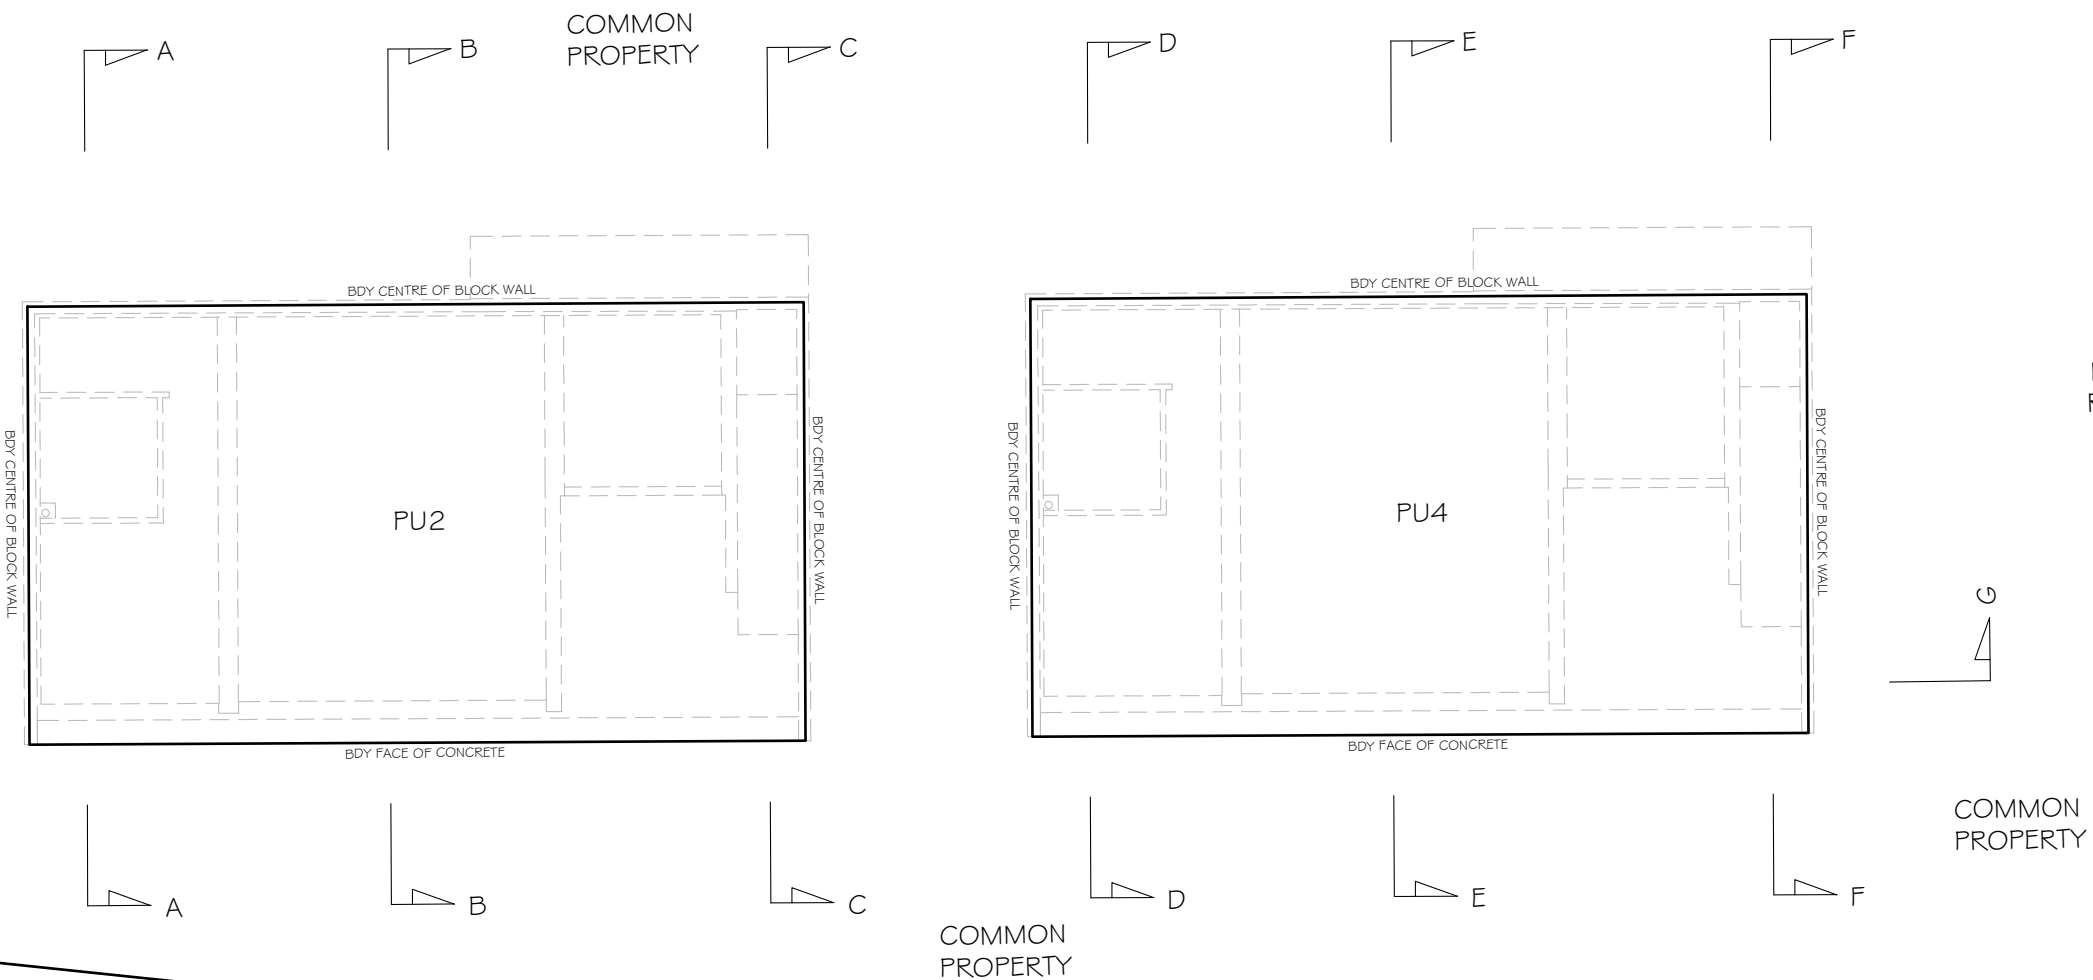 COMMON
PROPERTY
A
B
C
D
E
F
BDY CENTRE OF BLOCK WALL
BDY CENTRE OF BLOCK WALL
BDY CENTRE OF BLOCK WALL
BDY CENTRE OF BLOCK WALL
BDY CENTRE OF BLOCK WALL
BDY CENTRE OF BLOCK WALL
PU2
PU4
G
BDY FACE OF CONCRETE
BDY FACE OF CONCRETE
COMMON
PROPERTY
A
B
C
D
E
F
COMMON
PROPERTY